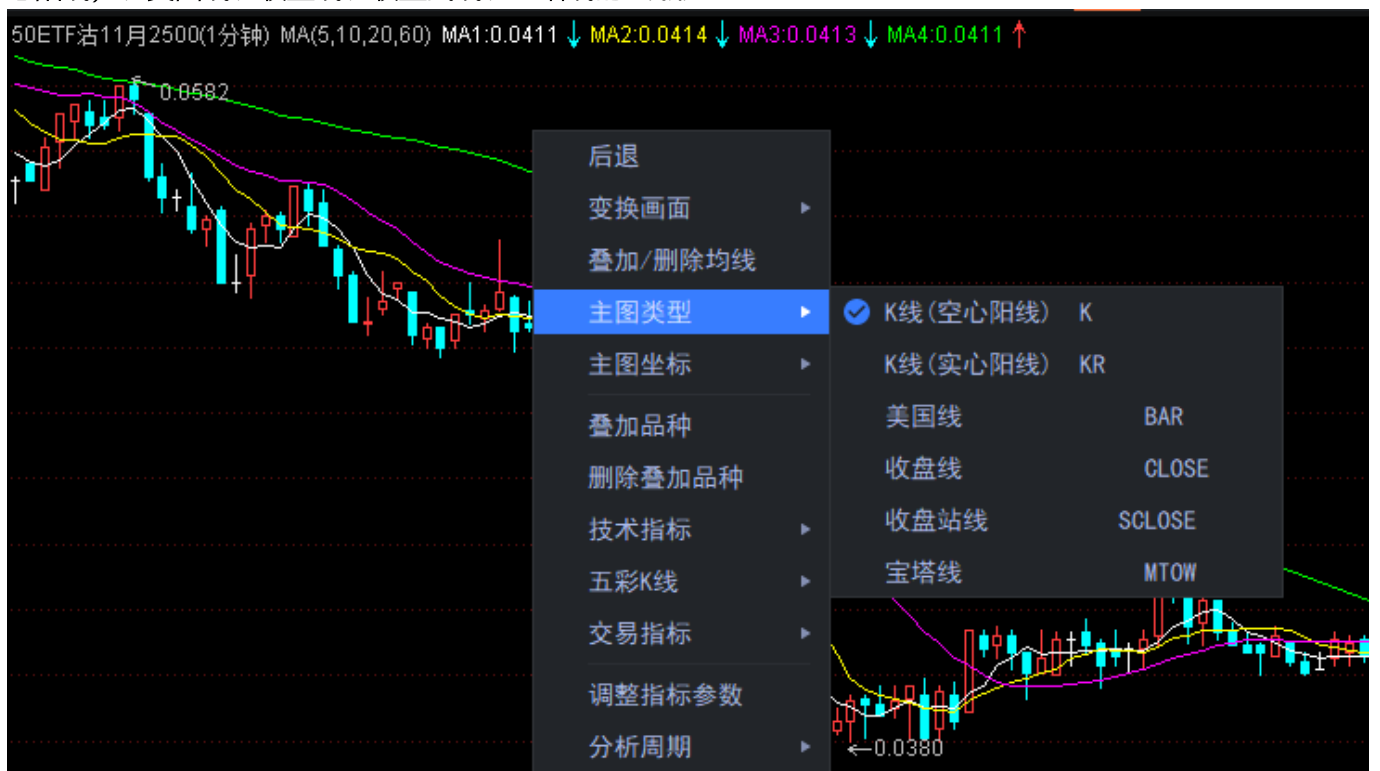 50ETF沽11月2500(1分钟) MA(5,10,20,60) MA1:0.0411 ↓ MA2:0.0414 ↓ MA3:0.0413 ↓ MA4:0.0411 ↑
0.0582
后退
变换画面
叠加/删除均线
主图类型
主图坐标
叠加品种
删除叠加品种
技术指标
五彩K线
交易指标
调整指标参数
分析周期
K线(空心阳线) K
K线(实心阳线) KR
美国线 BAR
收盘线 CLOSE
收盘站线 SCLOSE
宝塔线 MTOW
←0.0380